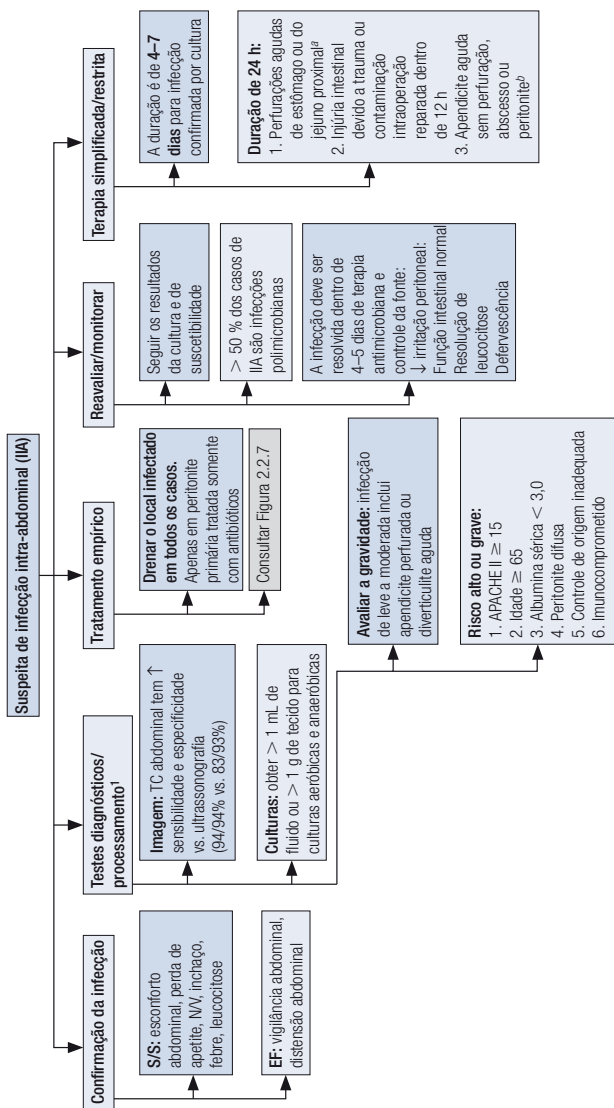 Suspeita de infecção intra-abdominal (IIA)
Confirmação da infecção
S/S: esconforto
abdominal, perda de
apetite, N/V, inchaço,
febre, leucocitose
EF: vigilância abdominal,
distensão abdominal
Testes diagnósticos/
processamento¹
Imagem: TC abdominal tem ↑
sensibilidade e especificidade
vs. ultrassonografia
(94/94% vs. 83/93%)
Culturas: obter > 1 mL de
fluido ou > 1 g de tecido para
culturas aeróbicas e anaeróbicas
Avaliar a gravidade: infecção
de leve a moderada inclui
apendicite perfurada ou
diverticulite aguda
Risco alto ou grave:
1. APACHE II ≥ 15
2. Idade ≥ 65
3. Albumina sérica < 3,0
4. Peritonite difusa
5. Controle de origem inadequada
6. Imunocomprometido
Tratamento empírico
Drenar o local infectado
em todos os casos.
Apenas em peritonite
primária tratada somente
com antibióticos
Consultar Figura 2.2.7
Reavaliar/monitorar
Seguir os resultados
da cultura e de
suscetibilidade
> 50 % dos casos de
IIA são infecções
polimicrobianas
A infecção deve ser
resolvida dentro de
4–5 dias de terapia
antimicrobiana e
controle da fonte:
↓ irritação peritoneal:
Função intestinal normal
Resolução de
leucocitose
Defervescência
Terapia simplificada/restrita
A duração é de 4–7
dias para infecção
confirmada por cultura
Duração de 24 h:
1. Perfurações agudas
de estômago ou do
jejuno proximalᵃ
2. Injúria intestinal
devido a trauma ou
contaminação
intraoperação
reparada dentro
de 12 h
3. Apendicite aguda
sem perfuração,
abscesso ou
peritoniteᵇ